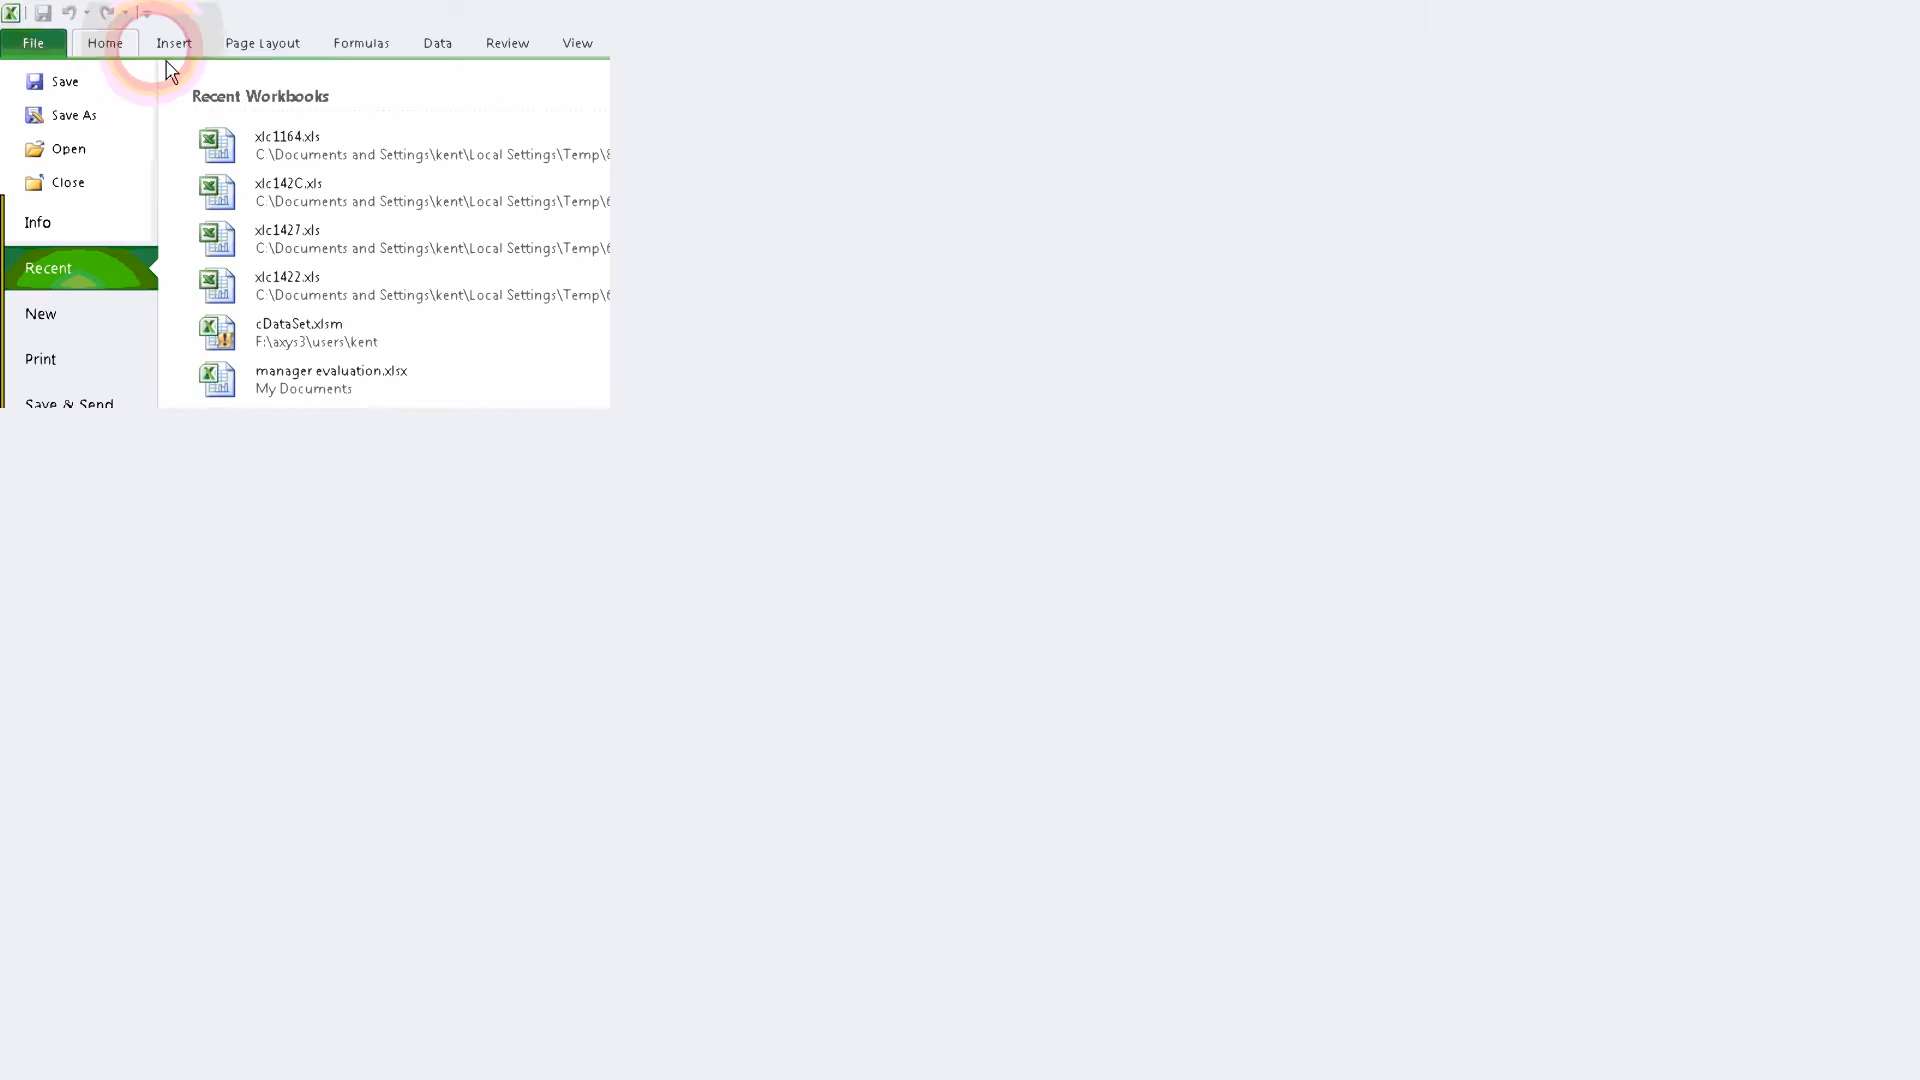 File Home Insert Page Layout Formulas Data Review View
Save
Save As
Open
Close
Info
Recent
New
Print
Save & Send
Recent Workbooks
xlc1164.xls
C:\Documents and Settings\kent\Local Settings\Temp\
xlc142C.xls
C:\Documents and Settings\kent\Local Settings\Temp\
xlc1427.xls
C:\Documents and Settings\kent\Local Settings\Temp\
xlc1422.xls
C:\Documents and Settings\kent\Local Settings\Temp\
cDataSet.xlsm
F:\axys3\users\kent
manager evaluation.xlsx
My Documents